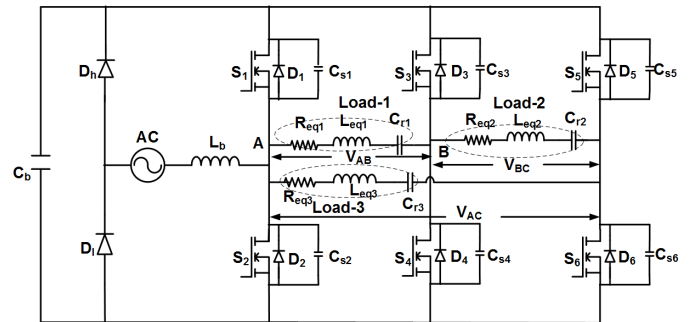 S1 D1 Cs1 S3 D3 Cs3 S5 D5 Cs5
Dh
Load-1 Load-2
Cr1 Cr2
Req1 Leq1 Req2 Leq2
AC Lb A B
Cb VAB VBC
Req3 Leq3 Cr3
Load-3 VAC
Dl
S2 D2 Cs2 S4 D4 Cs4 S6 D6 Cs6